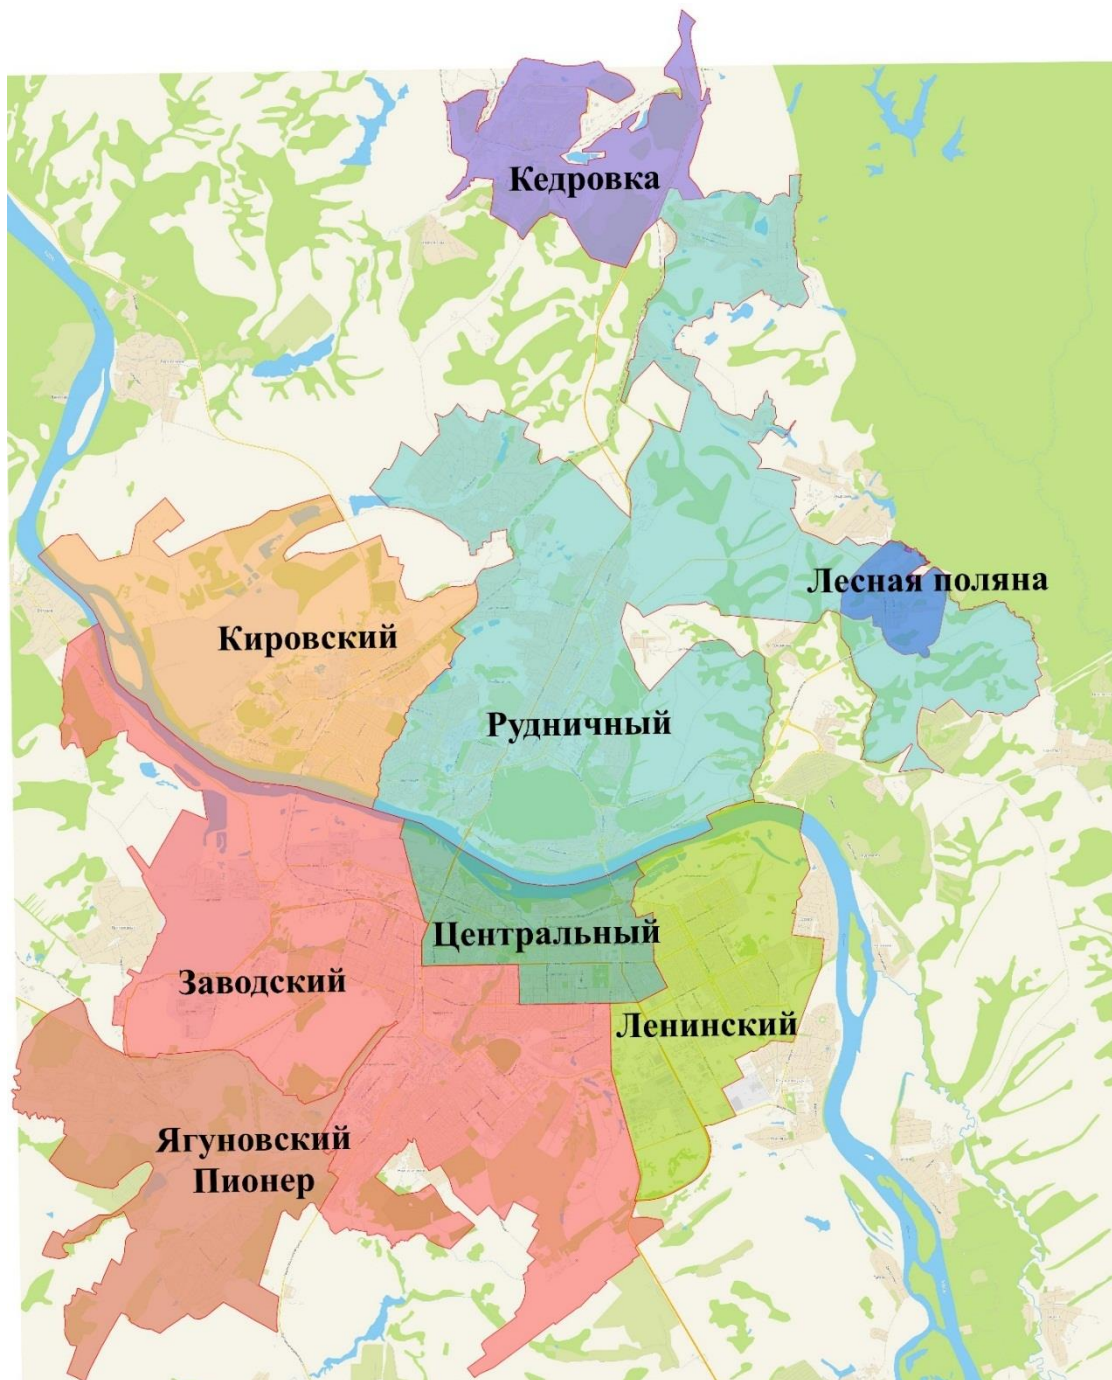 Кедровка
Лесная поляна
Кировский
Рудничный
Центральный
Заводский
Ленинский
Ягуновский
Пионер